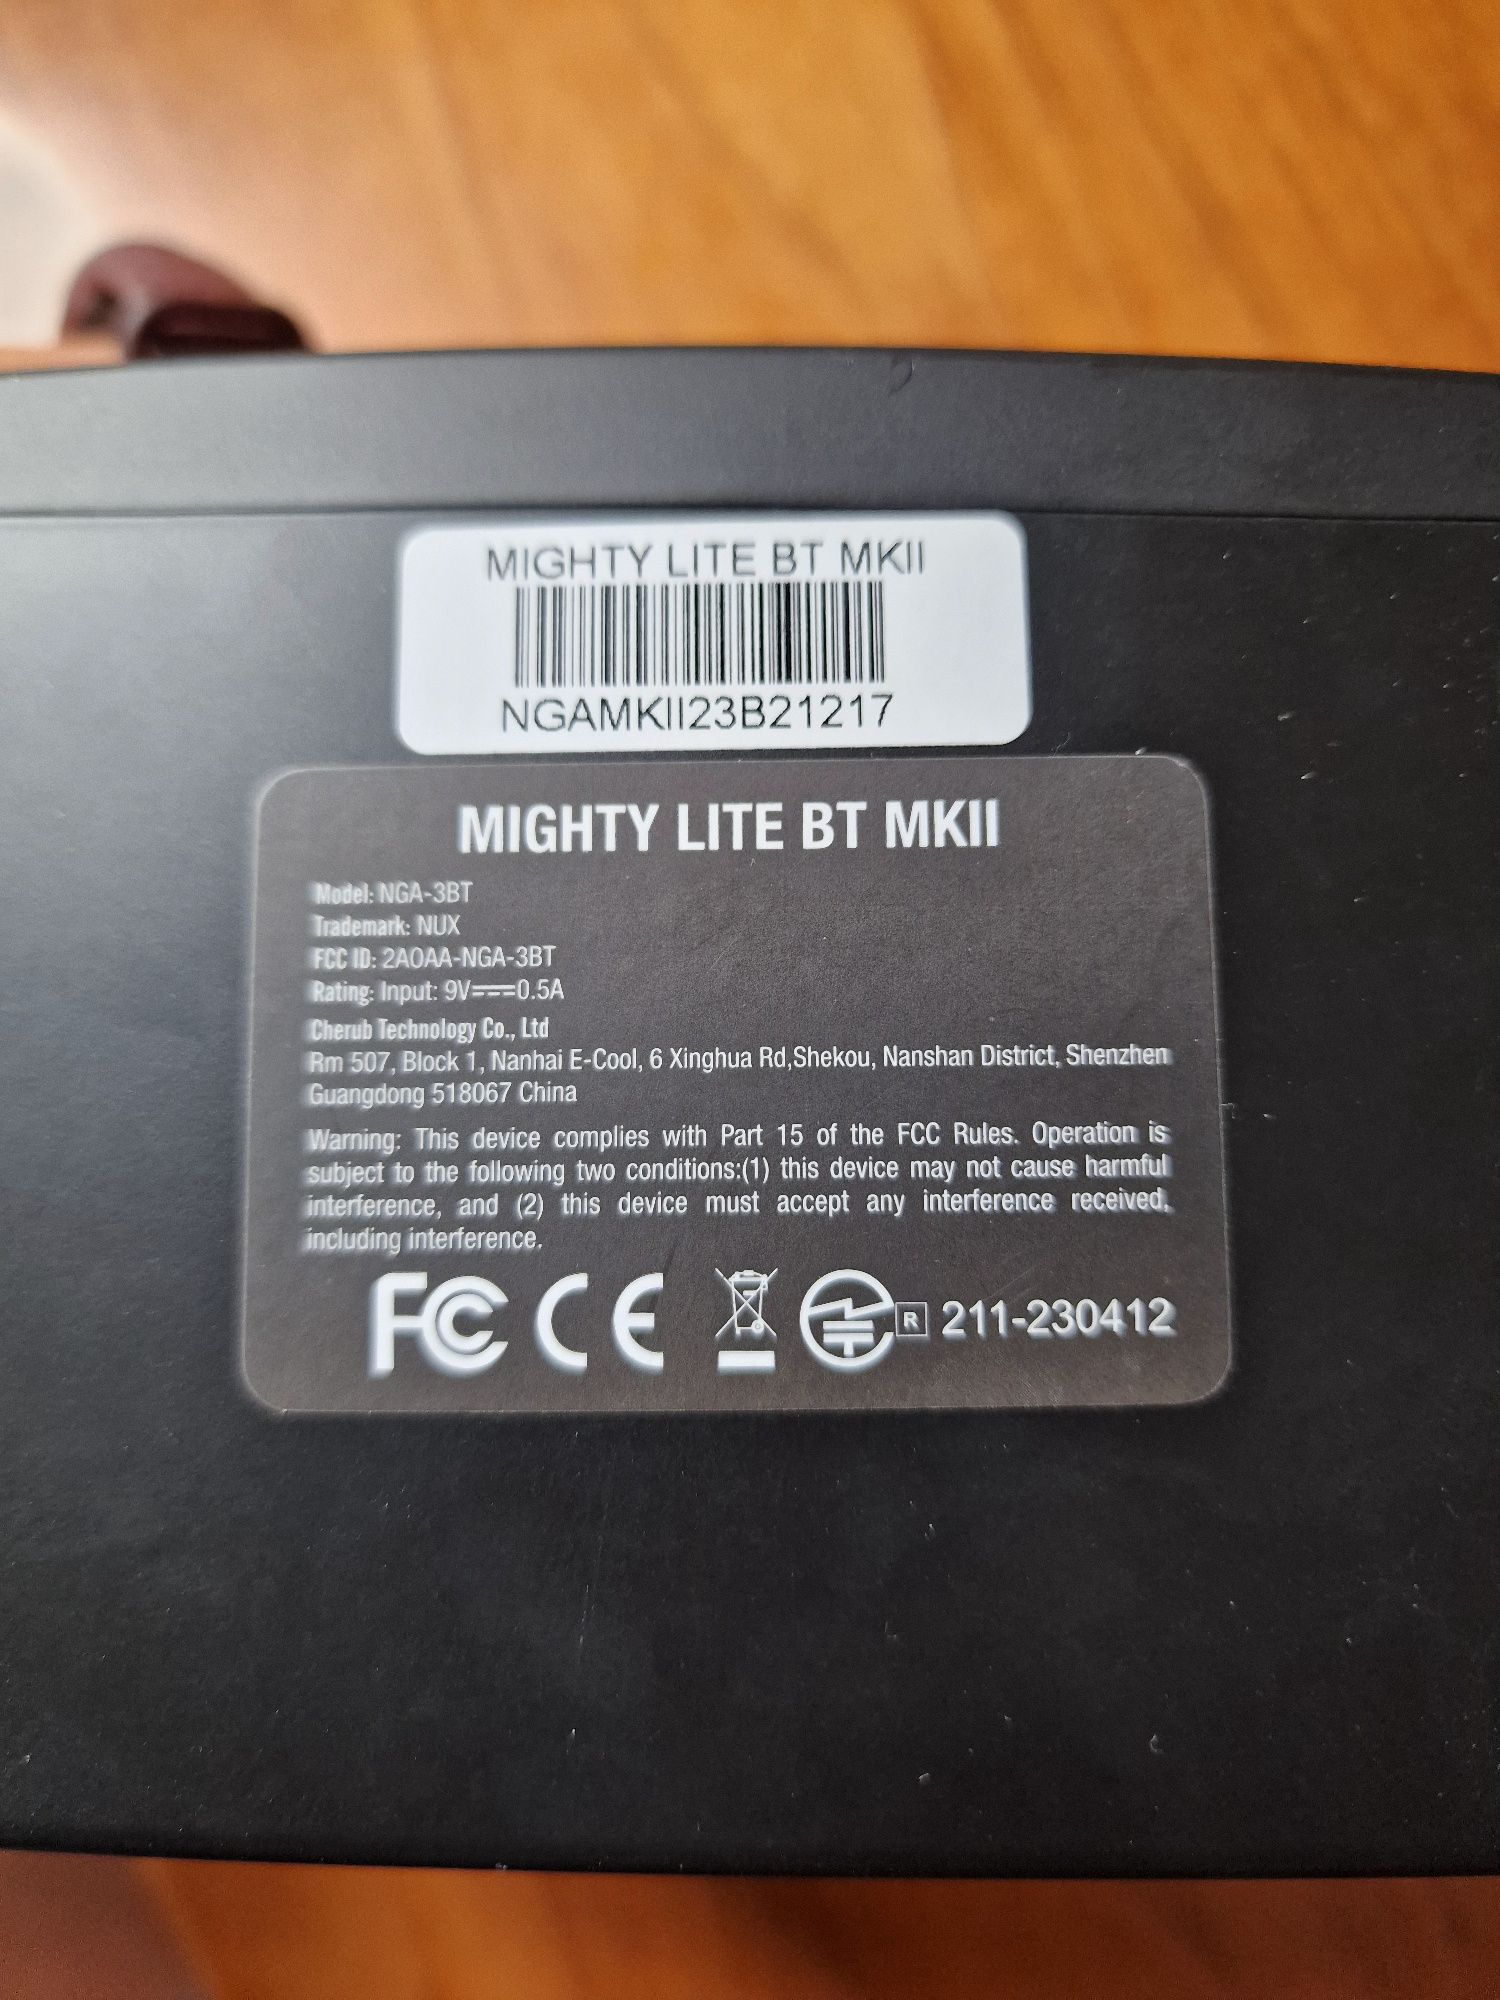 MIGHTY LITE BT MKII
NGAMKII23B21217
MIGHTY LITE BT MKII
Model: NGA-3BT
Trademark: NUX
FCC ID: 2AOAA-NGA-3BT
Rating: Input: 9V⎓0.5A
Cherub Technology Co., Ltd
Rm 507, Block 1, Nanhai E-Cool, 6 Xinghua Rd,Shekou, Nanshan District, Shenzhen
Guangdong 518067 China
Warning: This device complies with Part 15 of the FCC Rules. Operation is
subject to the following two conditions:(1) this device may not cause harmful
interference, and (2) this device must accept any interference received,
including interference.
FC CE R 211-230412